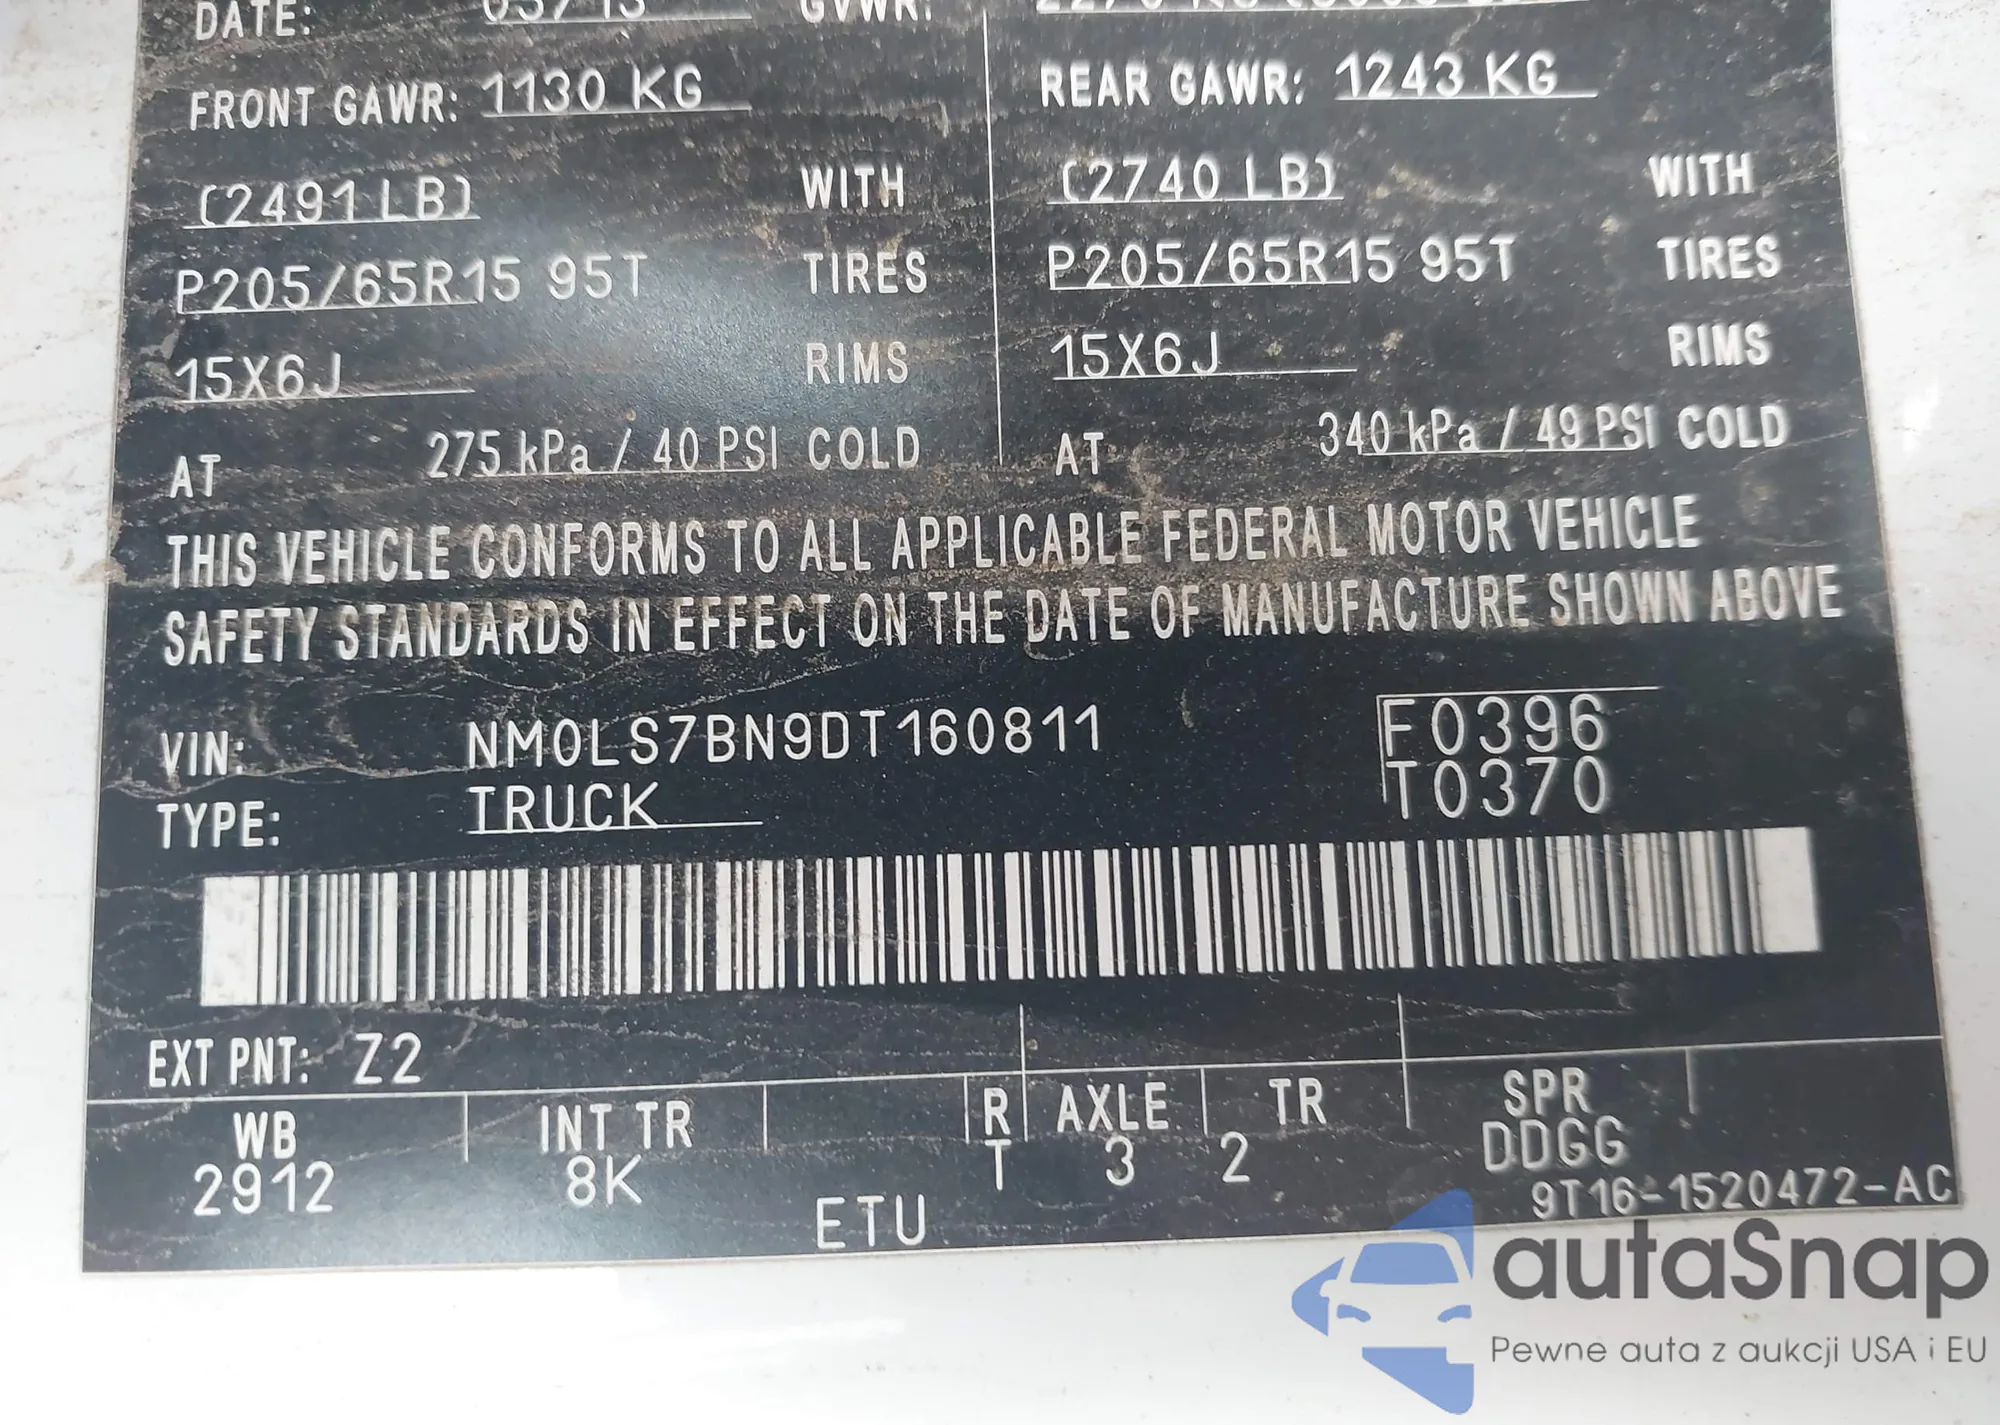 DATE: 03/13 GVWR:
FRONT GAWR: 1130 KG
REAR GAWR: 1243 KG
(2491 LB) WITH
(2740 LB) WITH
P205/65R15 95T TIRES
P205/65R15 95T TIRES
15X6J RIMS
15X6J RIMS
AT 275 kPa / 40 PSI COLD
AT 340 kPa / 49 PSI COLD
THIS VEHICLE CONFORMS TO ALL APPLICABLE FEDERAL MOTOR VEHICLE
SAFETY STANDARDS IN EFFECT ON THE DATE OF MANUFACTURE SHOWN ABOVE
VIN: NM0LS7BN9DT160811
F0396
TYPE: TRUCK
T0370
EXT PNT: Z2
WB INT TR R AXLE TR SPR
2912 8K T 3 2 DDGG
ETU
9T16-1520472-AC
autaSnap
Pewne auta z aukcji USA i EU